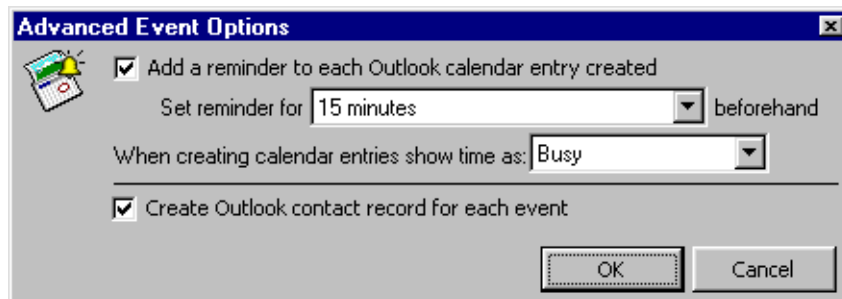 Advanced Event Options
Add a reminder to each Outlook calendar entry created
Set reminder for 15 minutes beforehand
When creating calendar entries show time as: Busy
Create Outlook contact record for each event
OK Cancel